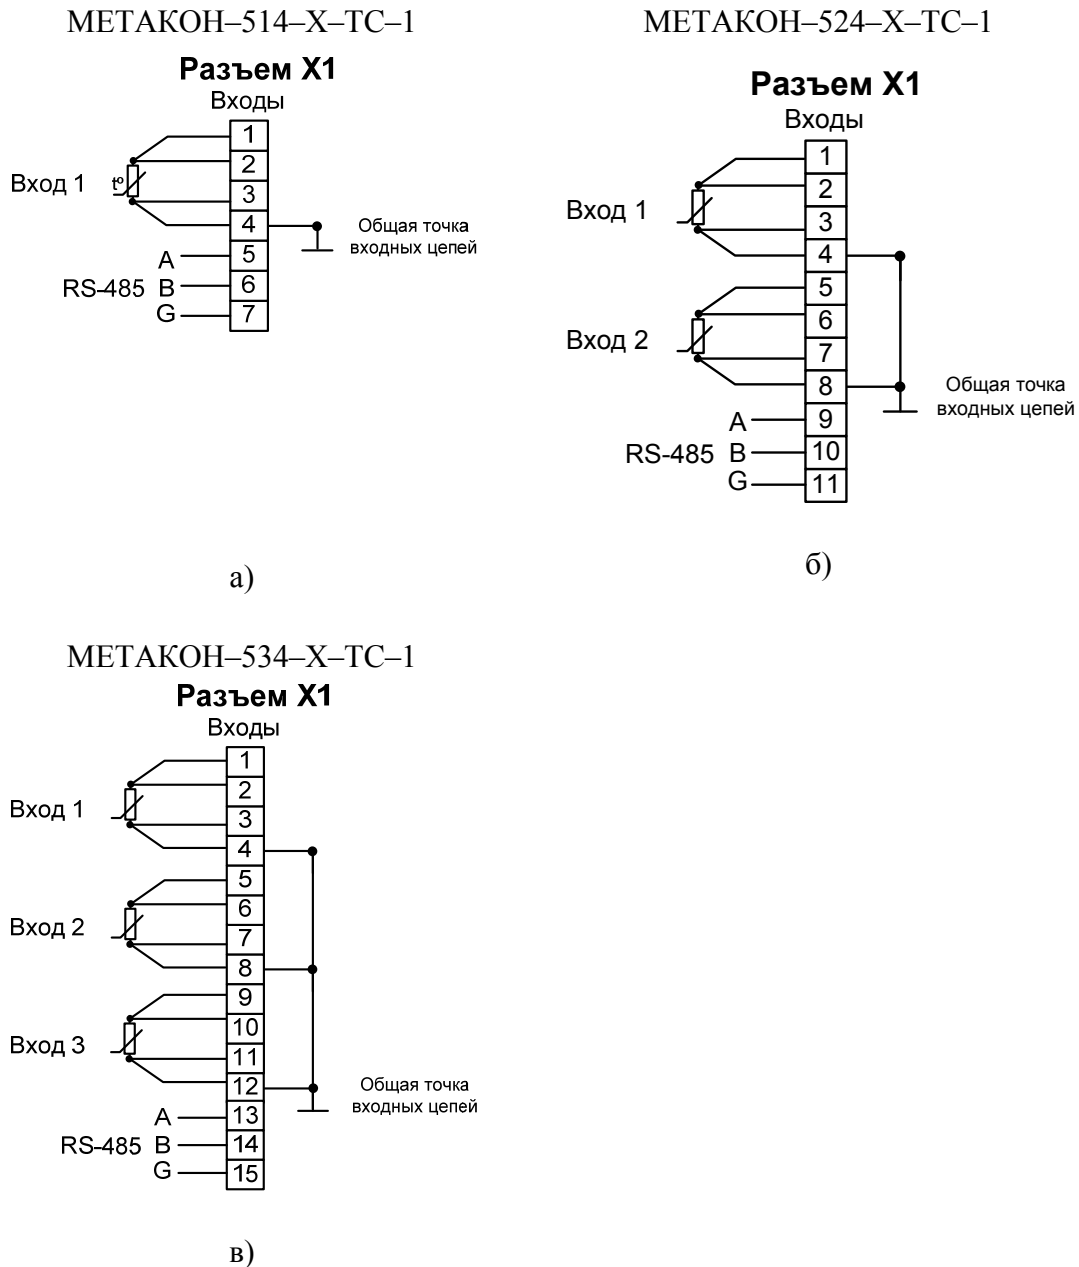 МЕТАКОН–514–Х–ТС–1
Разъем X1
Входы
Вход 1
t°
1
2
3
4
5
6
7
Общая точка
входных цепей
A
RS-485 B
G
а)
МЕТАКОН–524–Х–ТС–1
Разъем X1
Входы
Вход 1
Вход 2
1
2
3
4
5
6
7
8
9
10
11
Общая точка
входных цепей
A
RS-485 B
G
б)
МЕТАКОН–534–Х–ТС–1
Разъем X1
Входы
Вход 1
Вход 2
Вход 3
1
2
3
4
5
6
7
8
9
10
11
12
13
14
15
Общая точка
входных цепей
A
RS-485 B
G
в)